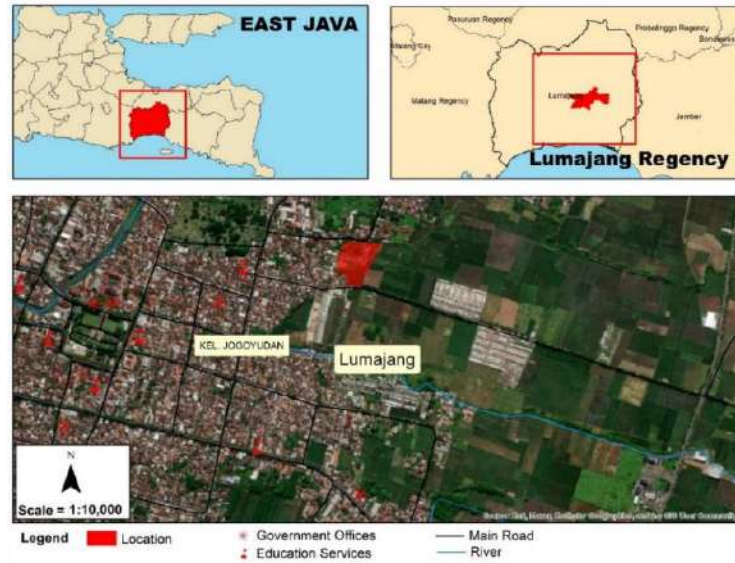 EAST JAVA
Pasuruan Regency
Probolinggo Regency
Malang Regency
Jember
Lumajang Regency
KEL. JOGOYUDAN
Lumajang
N
Scale = 1:10,000
Legend
Location
Government Offices
Education Services
Main Road
River